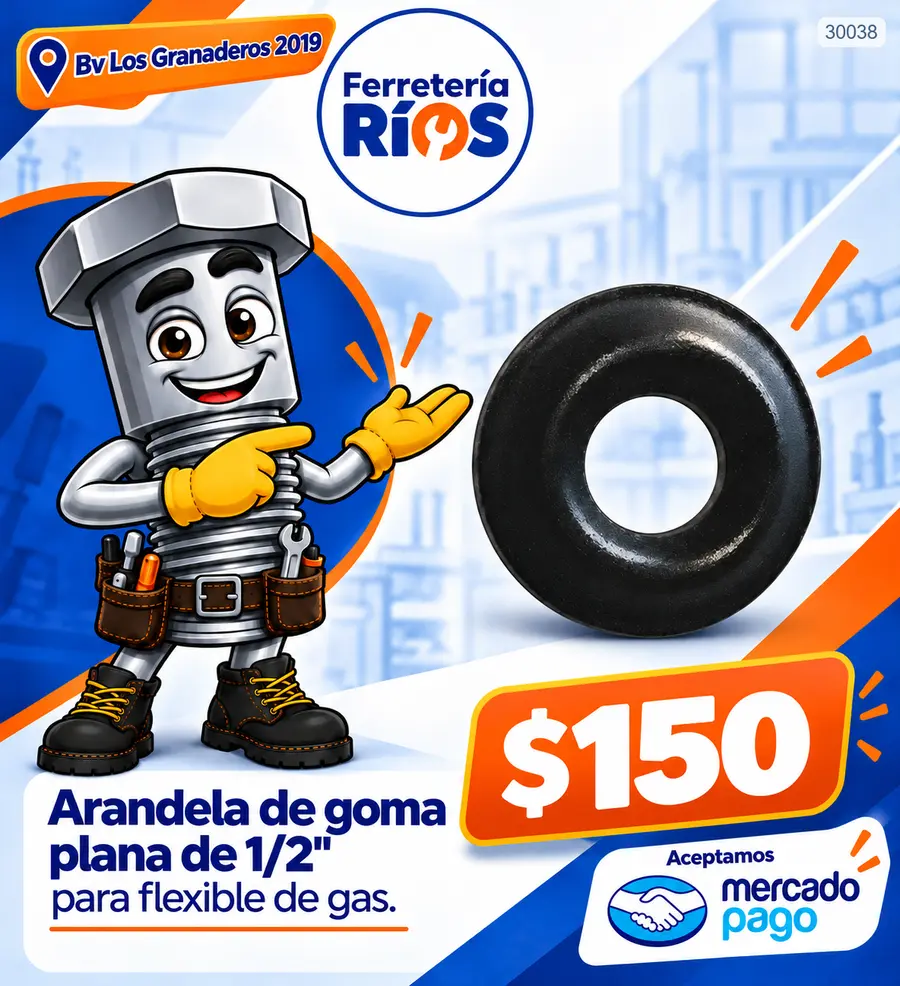 Bv Los Granaderos 2019
Ferretería
RÍOS
30038
$150
Arandela de goma
plana de 1/2"
para flexible de gas.
Aceptamos
mercado
pago